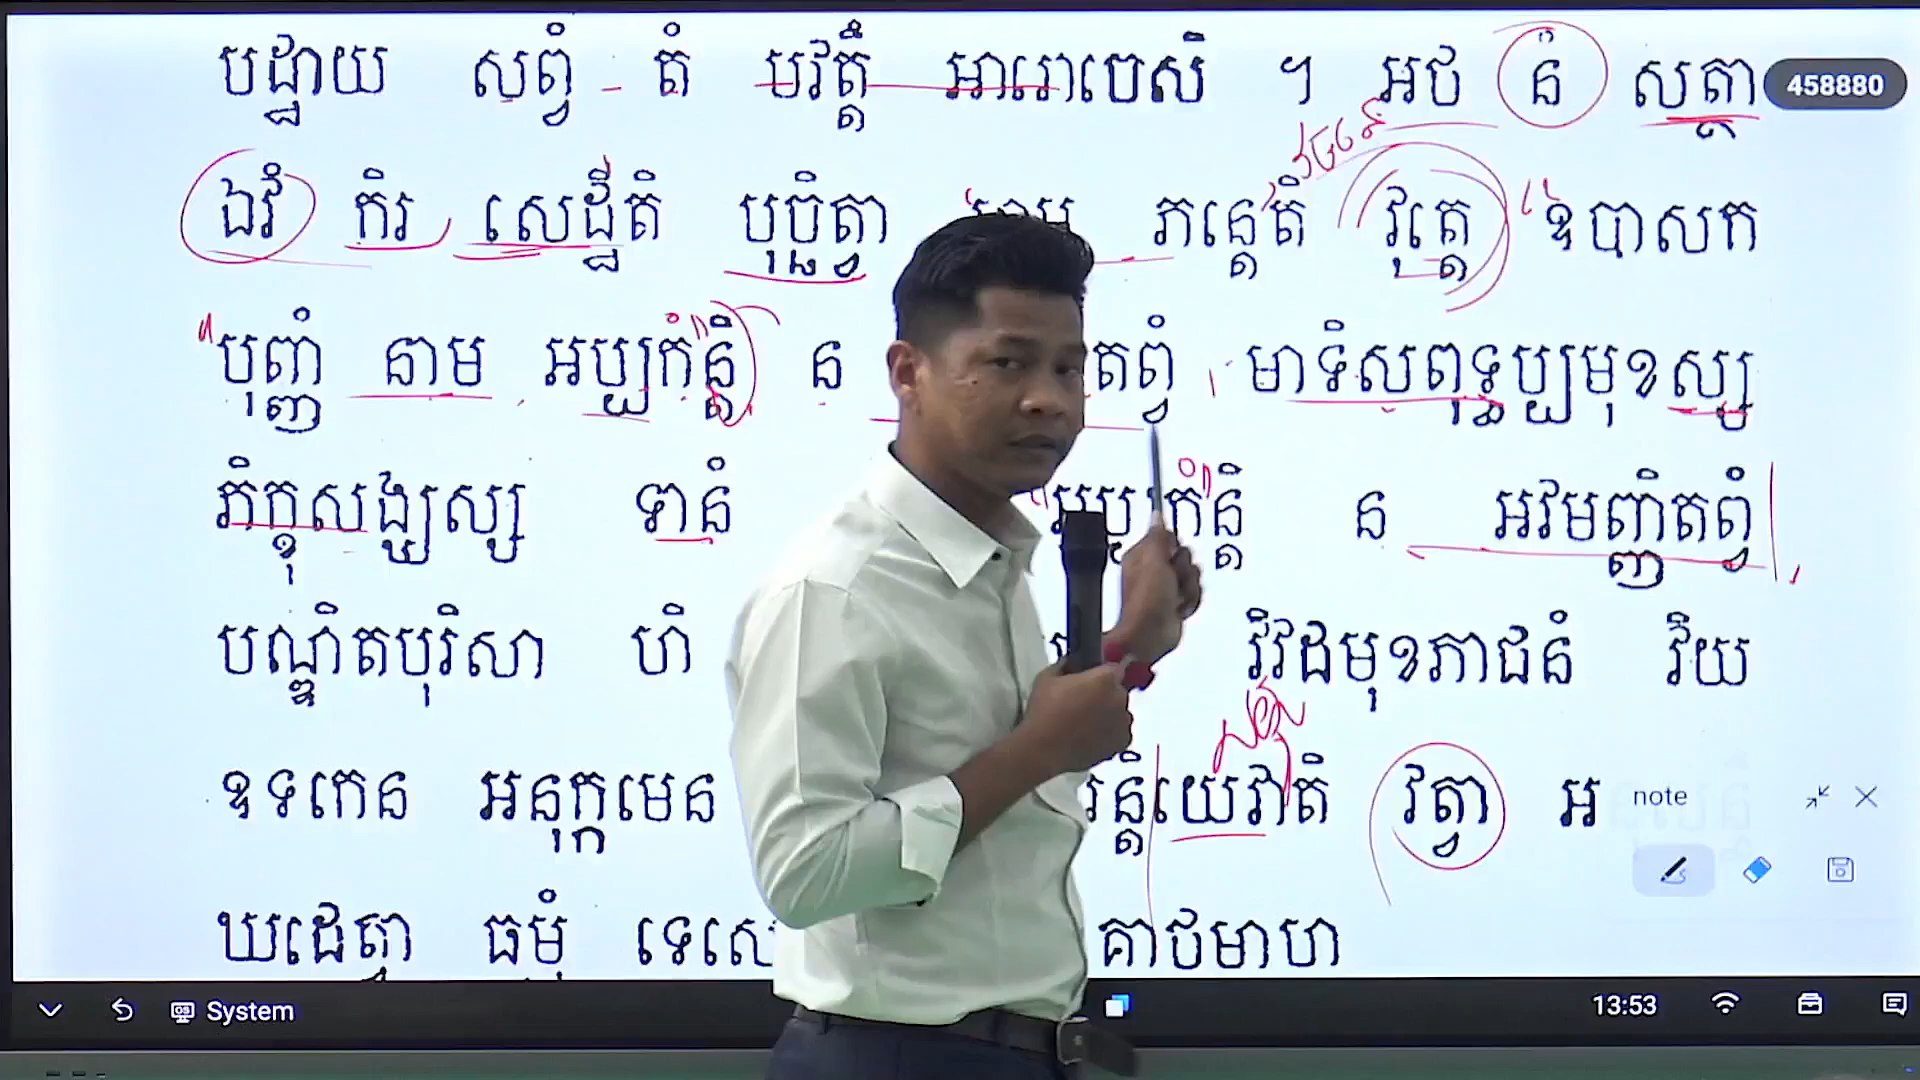 បដ្ឋាយ សព្វំ តំ បវត្តឹ អារោចេសិ ។ អថ នំ សត្ថា
458880
ឯវំ កិរ សេដ្ឋីតិ បុច្ឆិត្វា ភន្តេតិ វុត្តេ ឧបាសក
បុញ្ញំ នាម អប្បកំន្តិ ន តព្វំ មាទិសពុទ្ធប្បមុខស្ស
ភិក្ខុសង្ឃស្ស ទានំ កំន្តិ ន អវមញ្ញិតព្វំ
បណ្ឌិតបុរិសា ហិ វិវដមុខភាជនំ វិយ
ឧទកេន អនុក្កមេន រន្តិយេវាតិ វត្វា អ
note
ឃដេត្វា ធម្មំ ទេសេ គាថមាហ
System
13:53